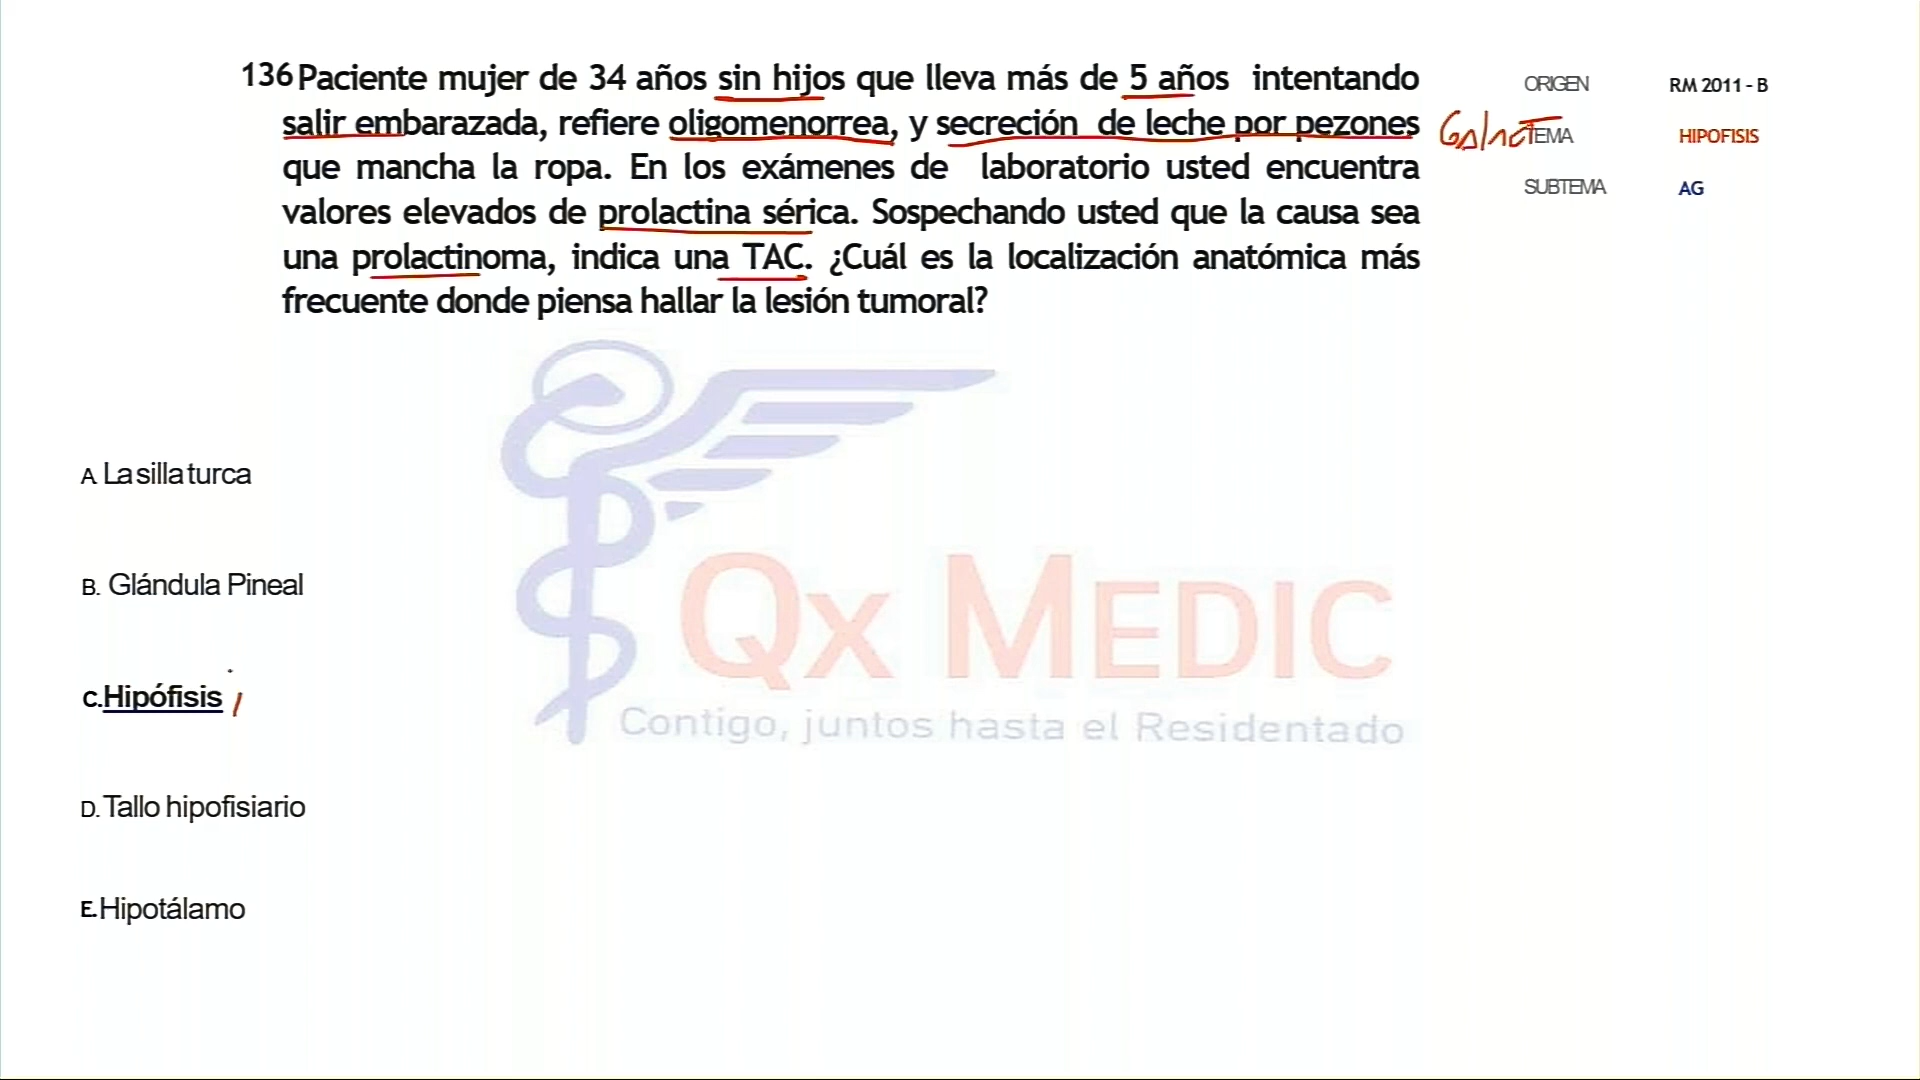 136 Paciente mujer de 34 años sin hijos que lleva más de 5 años intentando
salir embarazada, refiere oligomenorrea, y secreción de leche por pezones
que mancha la ropa. En los exámenes de laboratorio usted encuentra
valores elevados de prolactina sérica. Sospechando usted que la causa sea
una prolactinoma, indica una TAC. ¿Cuál es la localización anatómica más
frecuente donde piensa hallar la lesión tumoral?
ORIGEN RM 2011 - B
TEMA HIPOFISIS
SUBTEMA AG
A. La silla turca
B. Glándula Pineal
C. Hipófisis
D. Tallo hipofisiario
E. Hipotálamo
QX MEDIC
Contigo, juntos hasta el Residentado